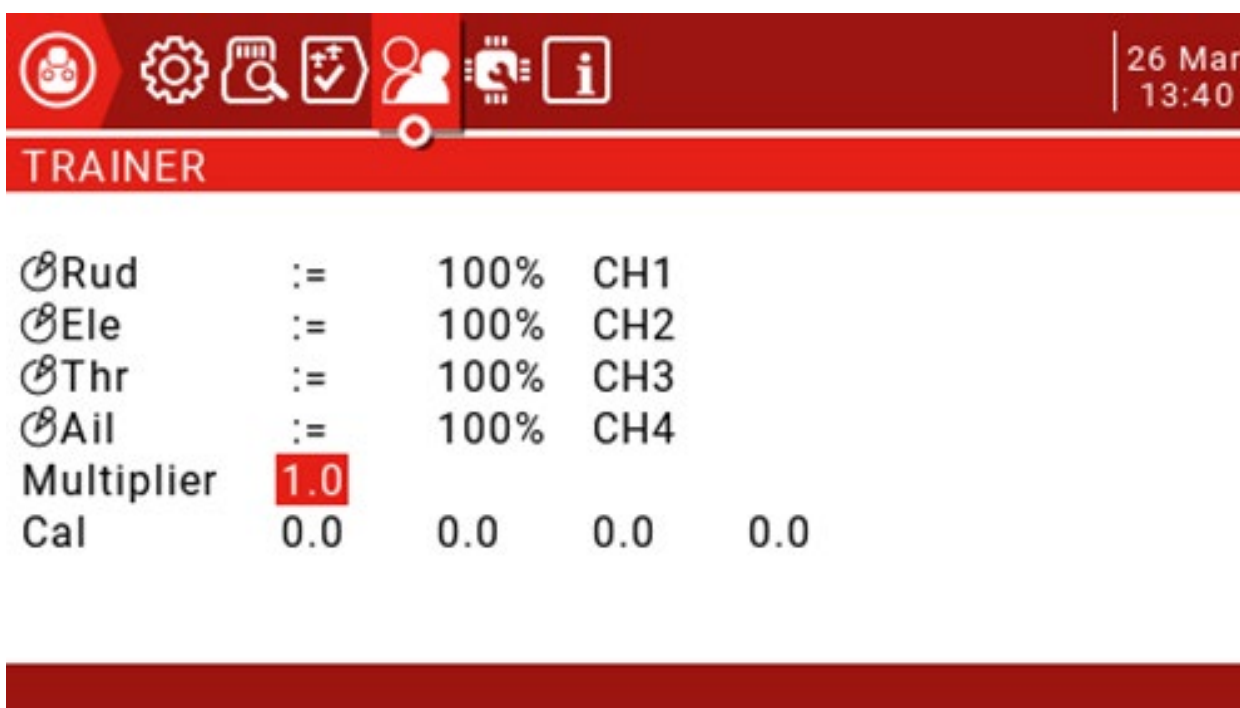 26 Mar
13:40
TRAINER
Rud := 100% CH1
Ele := 100% CH2
Thr := 100% CH3
Ail := 100% CH4
Multiplier 1.0
Cal 0.0 0.0 0.0 0.0